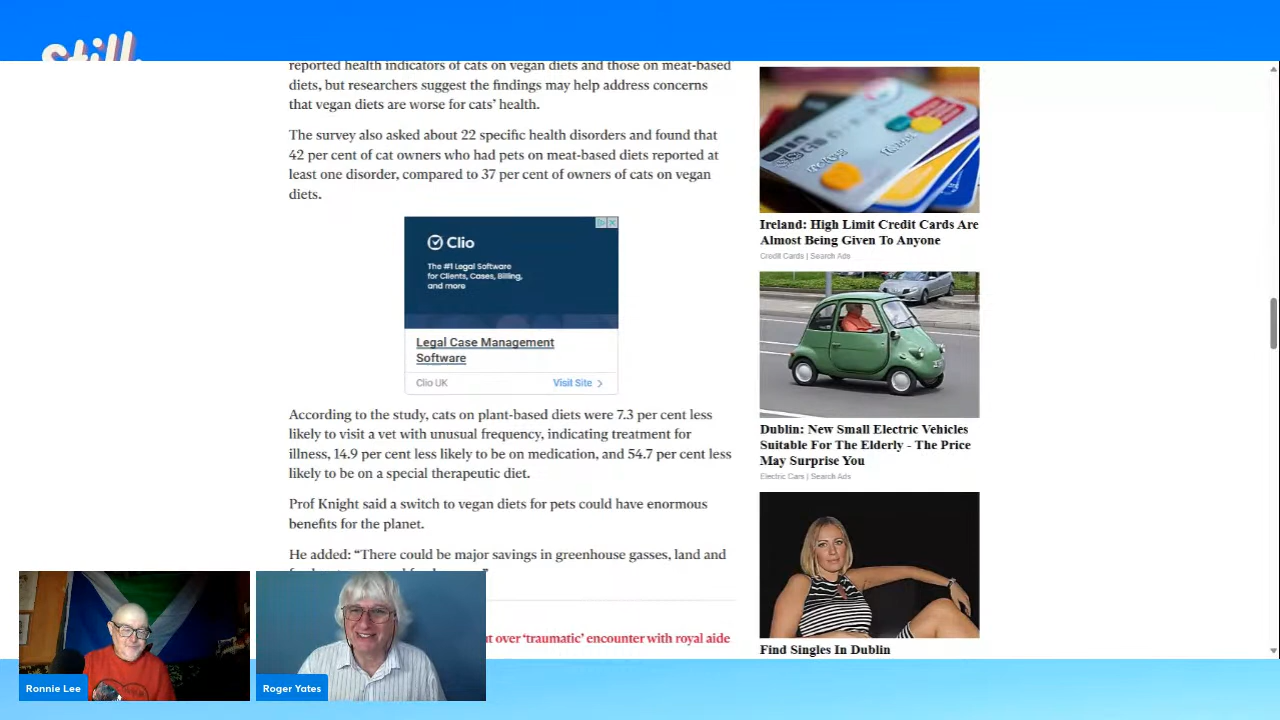 still
reported health indicators of cats on vegan diets and those on meat-based
diets, but researchers suggest the findings may help address concerns
that vegan diets are worse for cats’ health.
The survey also asked about 22 specific health disorders and found that
42 per cent of cat owners who had pets on meat-based diets reported at
least one disorder, compared to 37 per cent of owners of cats on vegan
diets.
Clio
The #1 Legal Software
for Clients, Cases, Billing,
and more
Legal Case Management
Software
Clio UK
Visit Site
According to the study, cats on plant-based diets were 7.3 per cent less
likely to visit a vet with unusual frequency, indicating treatment for
illness, 14.9 per cent less likely to be on medication, and 54.7 per cent less
likely to be on a special therapeutic diet.
Prof Knight said a switch to vegan diets for pets could have enormous
benefits for the planet.
He added: “There could be major savings in greenhouse gasses, land and
t over ‘traumatic’ encounter with royal aide
Ireland: High Limit Credit Cards Are
Almost Being Given To Anyone
Credit Cards | Search Ads
Dublin: New Small Electric Vehicles
Suitable For The Elderly - The Price
May Surprise You
Electric Cars | Search Ads
Find Singles In Dublin
Ronnie Lee
Roger Yates